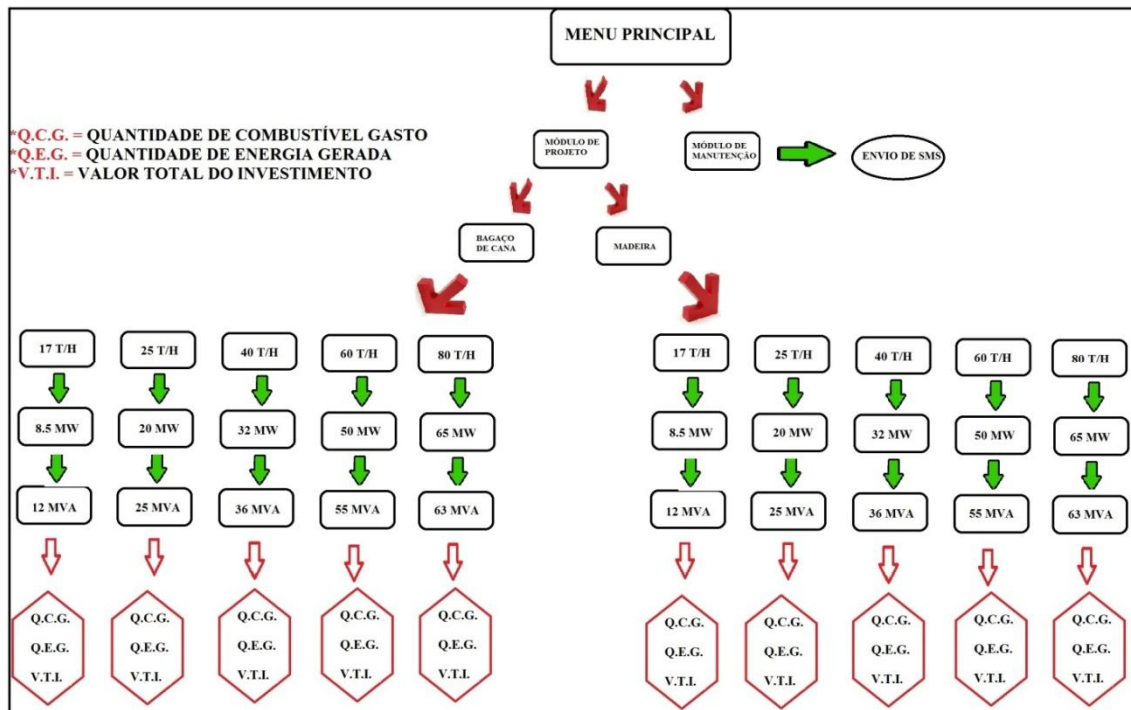 MENU PRINCIPAL
*Q.C.G. = QUANTIDADE DE COMBUSTÍVEL GASTO
*Q.E.G. = QUANTIDADE DE ENERGIA GERADA
*V.T.I. = VALOR TOTAL DO INVESTIMENTO
MÓDULO DE
PROJETO
MÓDULO DE
MANUTENÇÃO
ENVIO DE SMS
BAGAÇO
DE CANA
MADEIRA
17 T/H
25 T/H
40 T/H
60 T/H
80 T/H
8.5 MW
20 MW
32 MW
50 MW
65 MW
12 MVA
25 MVA
36 MVA
55 MVA
63 MVA
Q.C.G.
Q.E.G.
V.T.I.
Q.C.G.
Q.E.G.
V.T.I.
Q.C.G.
Q.E.G.
V.T.I.
Q.C.G.
Q.E.G.
V.T.I.
Q.C.G.
Q.E.G.
V.T.I.
17 T/H
25 T/H
40 T/H
60 T/H
80 T/H
8.5 MW
20 MW
32 MW
50 MW
65 MW
12 MVA
25 MVA
36 MVA
55 MVA
63 MVA
Q.C.G.
Q.E.G.
V.T.I.
Q.C.G.
Q.E.G.
V.T.I.
Q.C.G.
Q.E.G.
V.T.I.
Q.C.G.
Q.E.G.
V.T.I.
Q.C.G.
Q.E.G.
V.T.I.